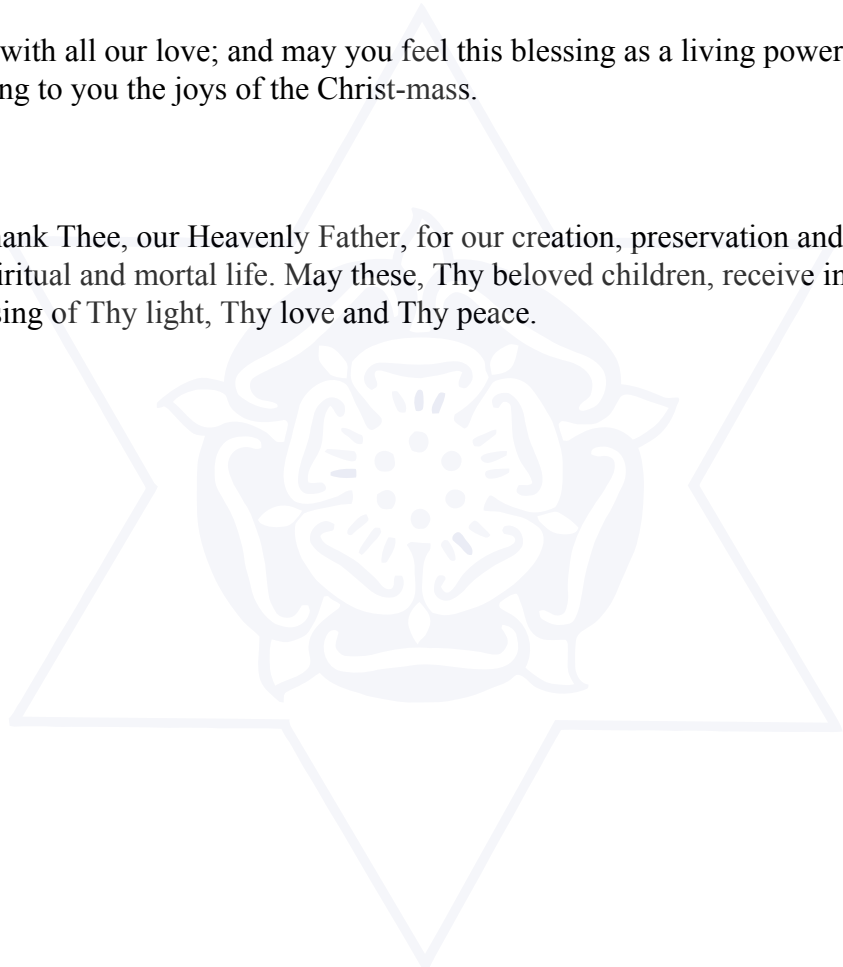 with all our love; and may you feel this blessing as a living power
ng to you the joys of the Christ-mass.
ank Thee, our Heavenly Father, for our creation, preservation and
iritual and mortal life. May these, Thy beloved children, receive in
sing of Thy light, Thy love and Thy peace.